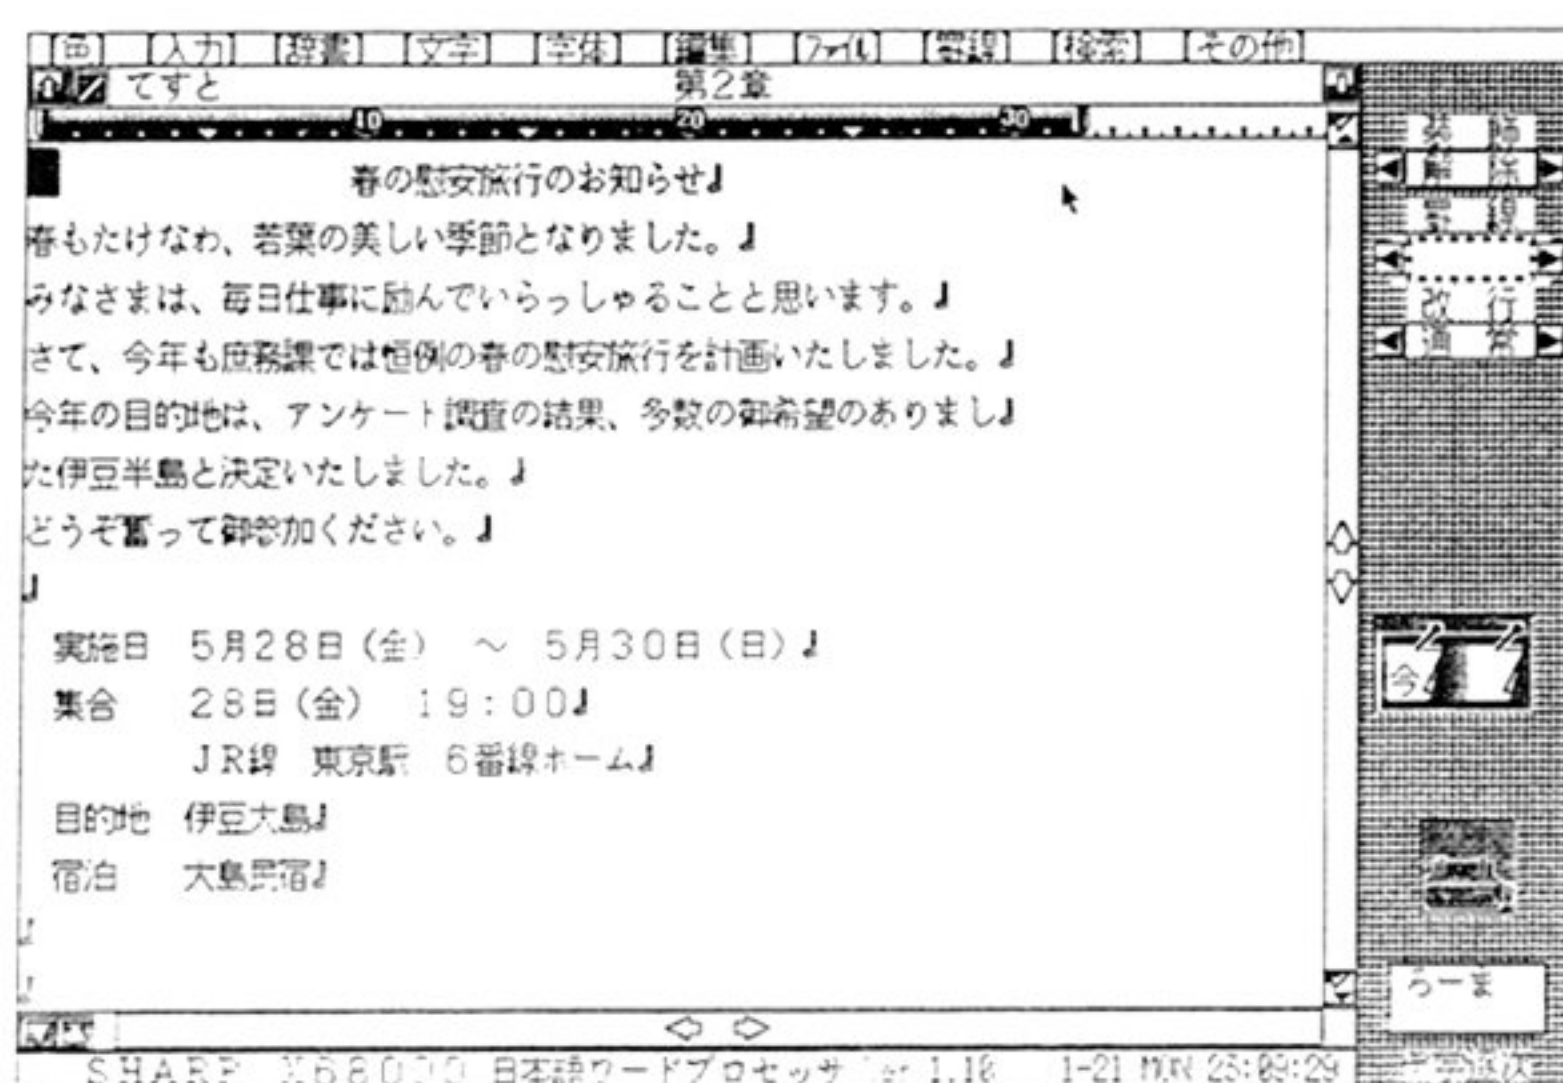 [色] [入力] [辞書] [文字] [字体] [編集] [ファイル] [罫線] [検索] [その他]
てすと 第2章
10 20 30
春の慰安旅行のお知らせ
春もたけなわ、若葉の美しい季節となりました。
みなさまは、毎日仕事に励んでいらっしゃることと思います。
さて、今年も庶務課では恒例の春の慰安旅行を計画いたしました。
今年の目的地は、アンケート調査の結果、多数の御希望のありまし
た伊豆半島と決定いたしました。
どうぞ奮って御参加ください。
実施日 5月28日(金) ～ 5月30日(日)
集合 28日(金) 19:00
JR線 東京駅 6番線ホーム
目的地 伊豆大島
宿泊 大島民宿
解除
改行
通常
今
ろーま
SHARP X68000 日本語ワードプロセッサ Ver 1.10 1-21 MON 23:09:29